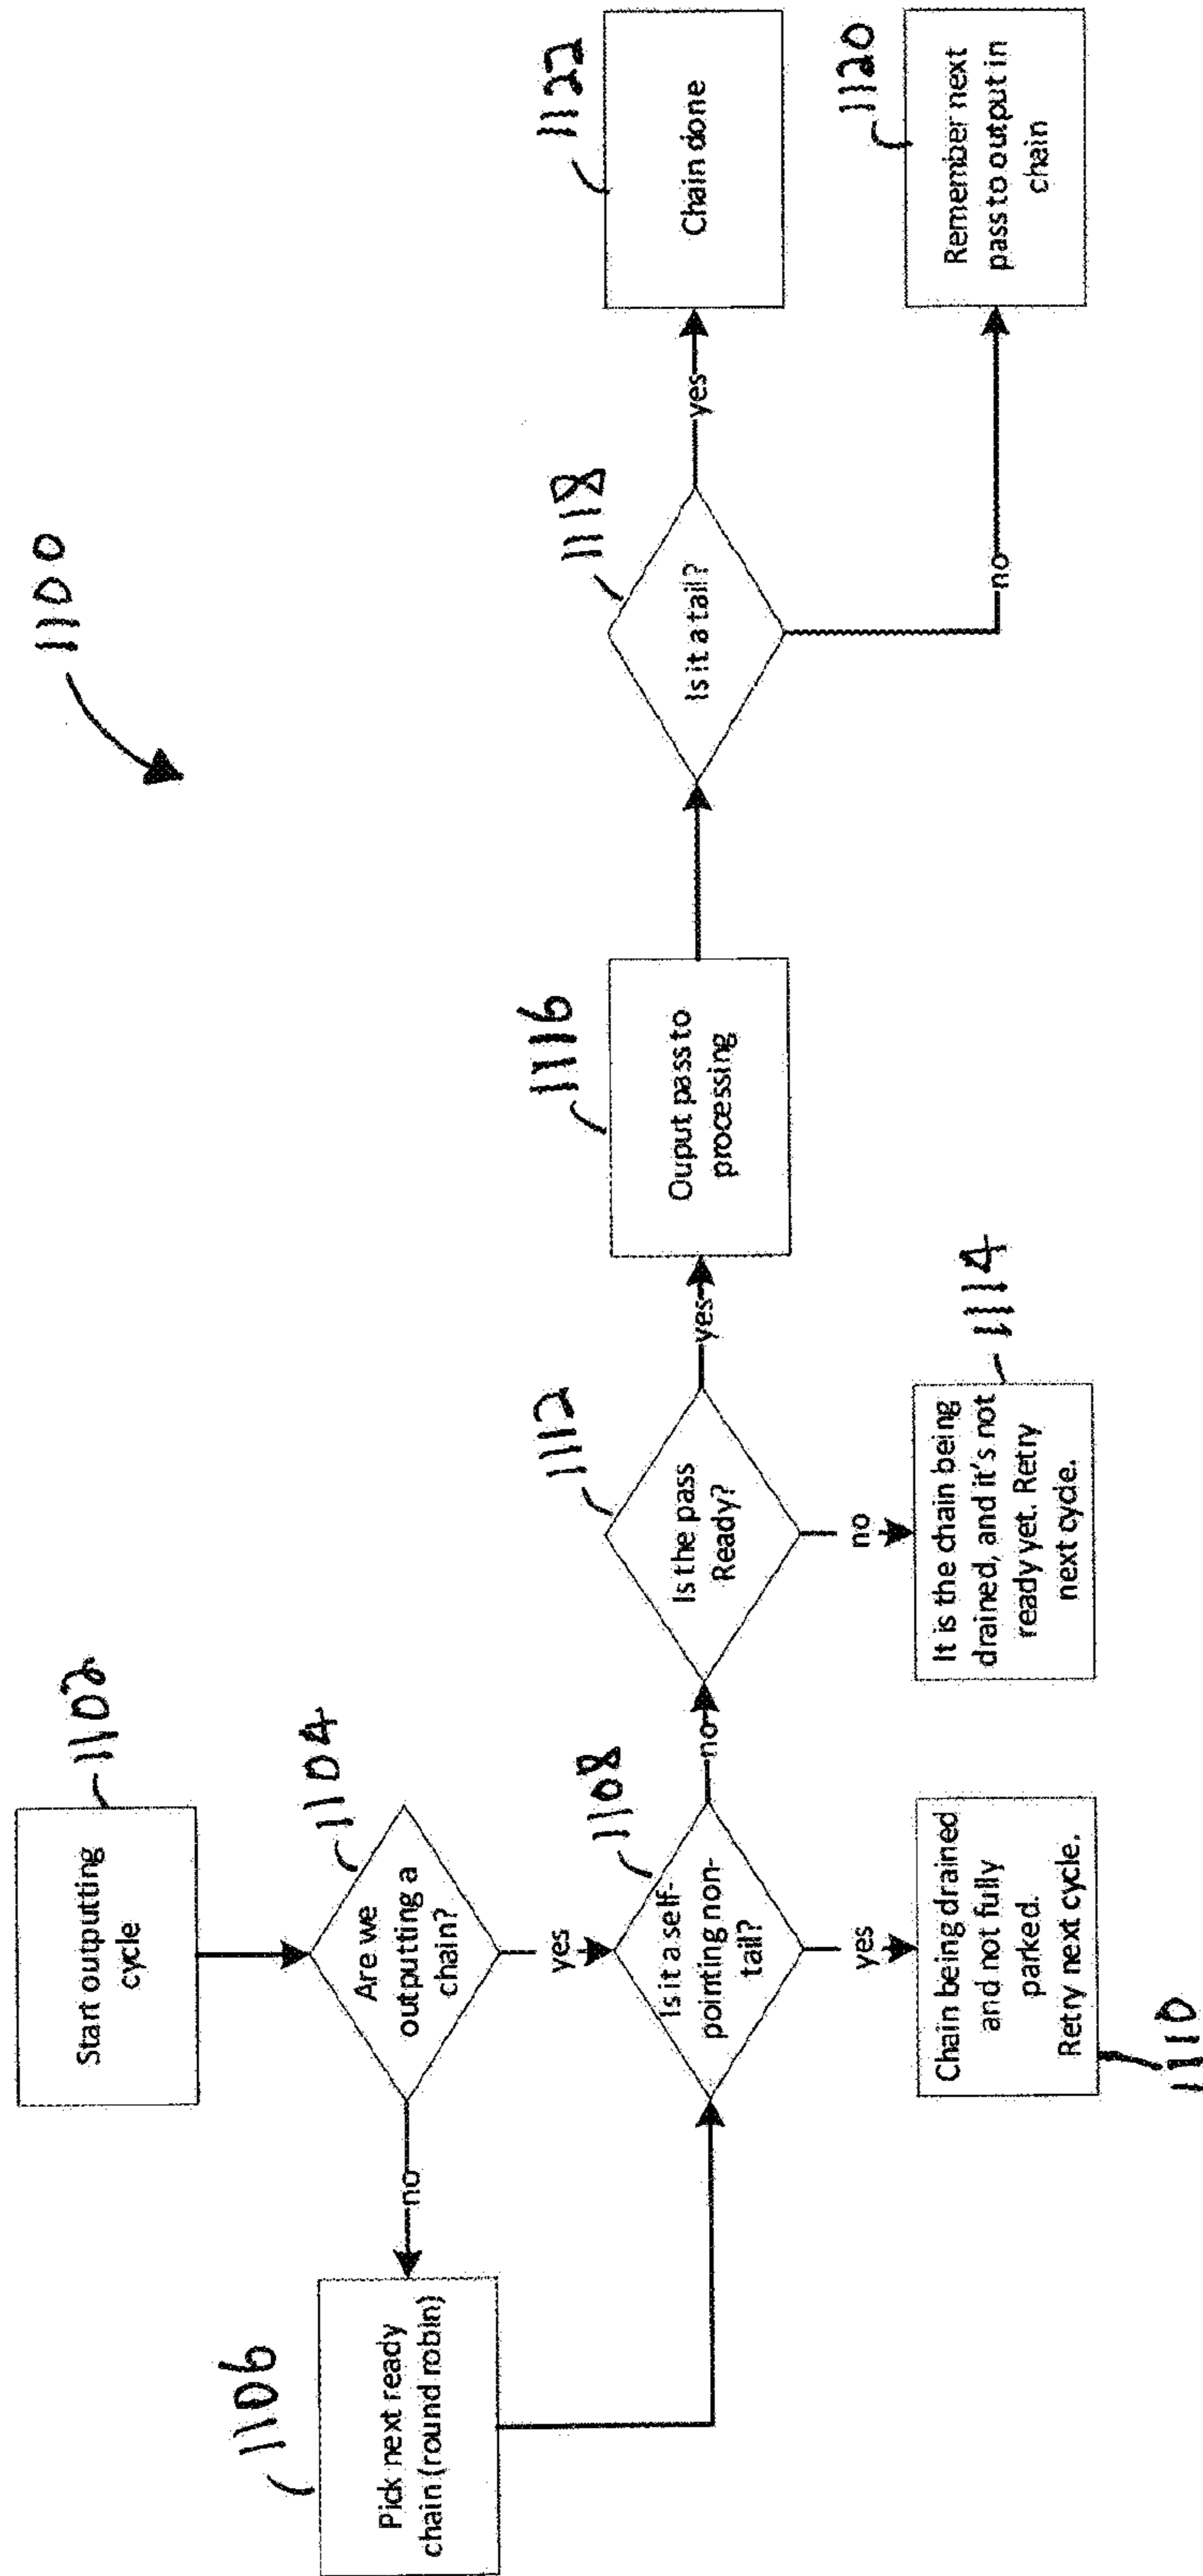 1100
Start outputting
cycle
1102
Are we
outputting a
chain?
1104
no
yes
Pick next ready
chain (round robin)
1106
Is it a self-
pointing non-
tail?
1108
yes
no
Chain being drained
and not fully
parked.
Retry next cycle.
1110
Is the pass
Ready?
1112
no
yes
It is the chain being
drained, and it's not
ready yet. Retry
next cycle.
1114
Ouput pass to
processing
1116
Is it a tail?
1118
yes
no
Chain done
1122
Remember next
pass to output in
chain
1120